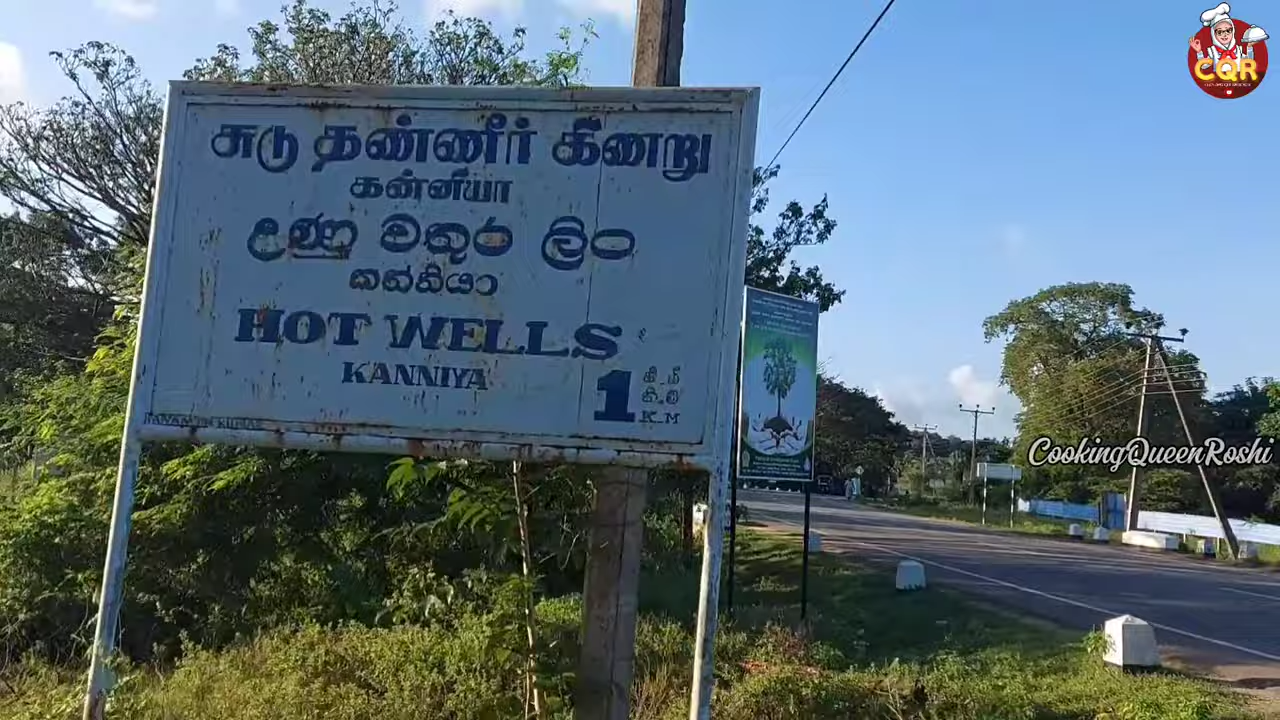 சுடு தண்ணீர் கிணறு
கன்னியா
උණු වතුර ලිං
කන්නියා
HOT WELLS
KANNIYA
1
கி.மீ
කි.මී
K.M
CQR
CookingQueenRoshi